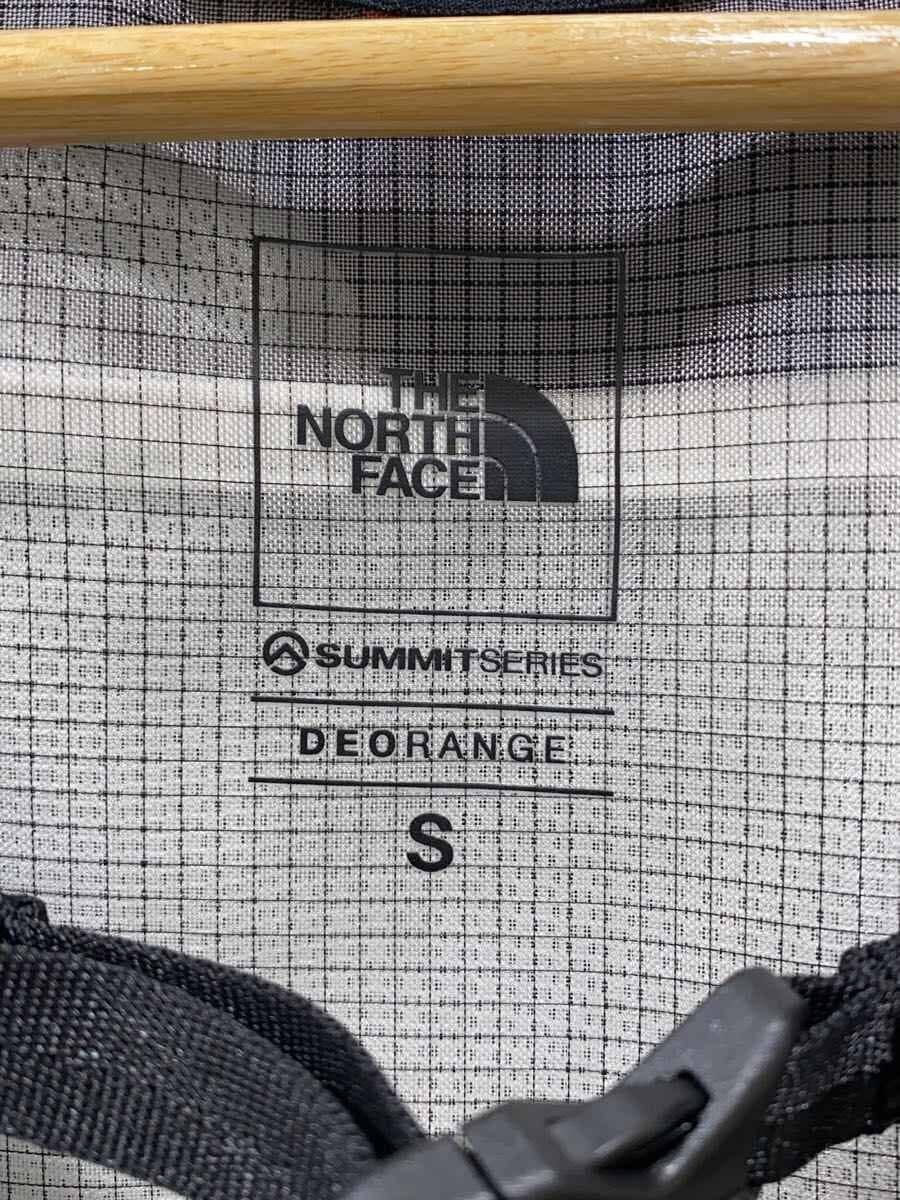 THE
NORTH
FACE
SUMMITSERIES
DEORANGE
S